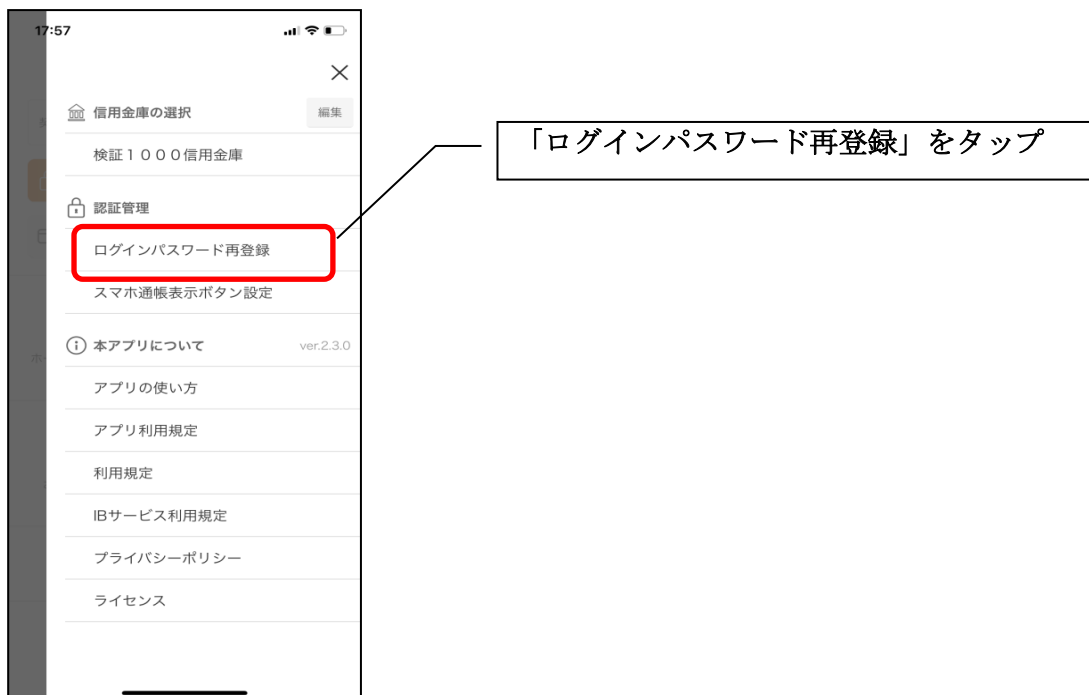 17:57
信用金庫の選択 編集
検証１０００信用金庫
認証管理
ログインパスワード再登録
スマホ通帳表示ボタン設定
本アプリについて ver.2.3.0
アプリの使い方
アプリ利用規定
利用規定
IBサービス利用規定
プライバシーポリシー
ライセンス
「ログインパスワード再登録」をタップ